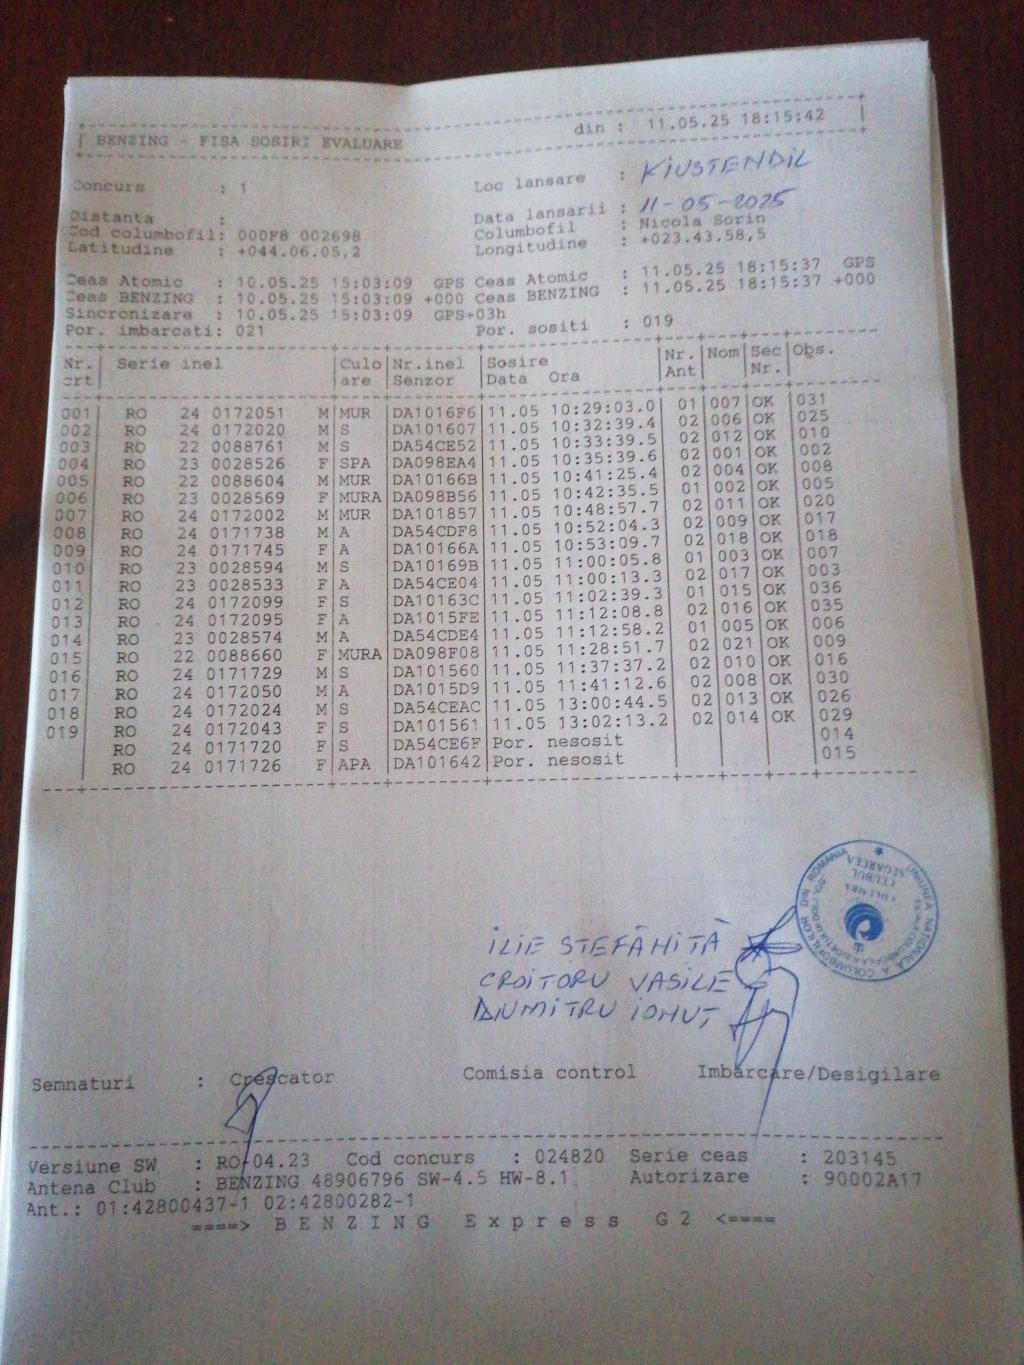 BENZING - FISA SOSIRI EVALUARE din : 11.05.25 18:15:42
Concurs : 1 Loc lansare : KIUSTENDIL
Distanta : Data lansarii : 11-05-2025
Cod columbofil: 000F8 002698 Columbofil : Nicola Sorin
Latitudine : +044.06.05,2 Longitudine : +023.43.58,5
Ceas Atomic : 10.05.25 15:03:09 GPS Ceas Atomic : 11.05.25 18:15:37 GPS
Ceas BENZING : 10.05.25 15:03:09 +000 Ceas BENZING : 11.05.25 18:15:37 +000
Sincronizare : 10.05.25 15:03:09 GPS+03h
Por. imbarcati: 021 Por. sositi : 019
Nr. Serie inel Culo Nr.inel Sosire Nr. Nom Sec Obs.
crt are Senzor Data Ora Ant Nr.
001 RO 24 0172051 M MUR DA1016F6 11.05 10:29:03.0 01 007 OK 031
002 RO 24 0172020 M S DA101607 11.05 10:32:39.4 02 006 OK 025
003 RO 22 0088761 M S DA54CE52 11.05 10:33:39.5 02 012 OK 010
004 RO 23 0028526 F SPA DA098EA4 11.05 10:35:39.6 02 001 OK 002
005 RO 22 0088604 M MUR DA10166B 11.05 10:41:25.4 02 004 OK 008
006 RO 23 0028569 F MURA DA098B56 11.05 10:42:35.5 01 002 OK 005
007 RO 24 0172002 M MUR DA101857 11.05 10:48:57.7 02 011 OK 020
008 RO 24 0171738 M A DA54CDF8 11.05 10:52:04.3 02 009 OK 017
009 RO 24 0171745 F A DA10166A 11.05 10:53:09.7 02 018 OK 018
010 RO 23 0028594 M S DA10169B 11.05 11:00:05.8 01 003 OK 007
011 RO 23 0028533 F A DA54CE04 11.05 11:00:13.3 02 017 OK 003
012 RO 24 0172099 F S DA10163C 11.05 11:02:39.3 01 015 OK 036
013 RO 24 0172095 F A DA1015FE 11.05 11:12:08.8 02 016 OK 035
014 RO 23 0028574 M A DA54CDE4 11.05 11:12:58.2 01 005 OK 006
015 RO 22 0088660 F MURA DA098F08 11.05 11:28:51.7 02 021 OK 009
016 RO 24 0171729 M S DA101560 11.05 11:37:37.2 02 010 OK 016
017 RO 24 0172050 M A DA1015D9 11.05 11:41:12.6 02 008 OK 030
018 RO 24 0172024 M S DA54CEAC 11.05 13:00:44.5 02 013 OK 026
019 RO 24 0172043 F S DA101561 11.05 13:02:13.2 02 014 OK 029
RO 24 0171720 F S DA54CE6F Por. nesosit 014
RO 24 0171726 F APA DA101642 Por. nesosit 015
UNIUNEA NATIONALA A COLUMBOFILILOR DIN ROMANIA
CLUBUL
SEGARCEA
ILIE STEFĂNIȚĂ
CROITORU VASILE
DUMITRU IONUȚ
Semnaturi : Crescator Comisia control Imbarcare/Desigilare
Versiune SW : RO-04.23 Cod concurs : 024820 Serie ceas : 203145
Antena Club : BENZING 48906796 SW-4.5 HW-8.1 Autorizare : 90002A17
Ant.: 01:42800437-1 02:42800282-1
====> B E N Z I N G E x p r e s s G 2 <====